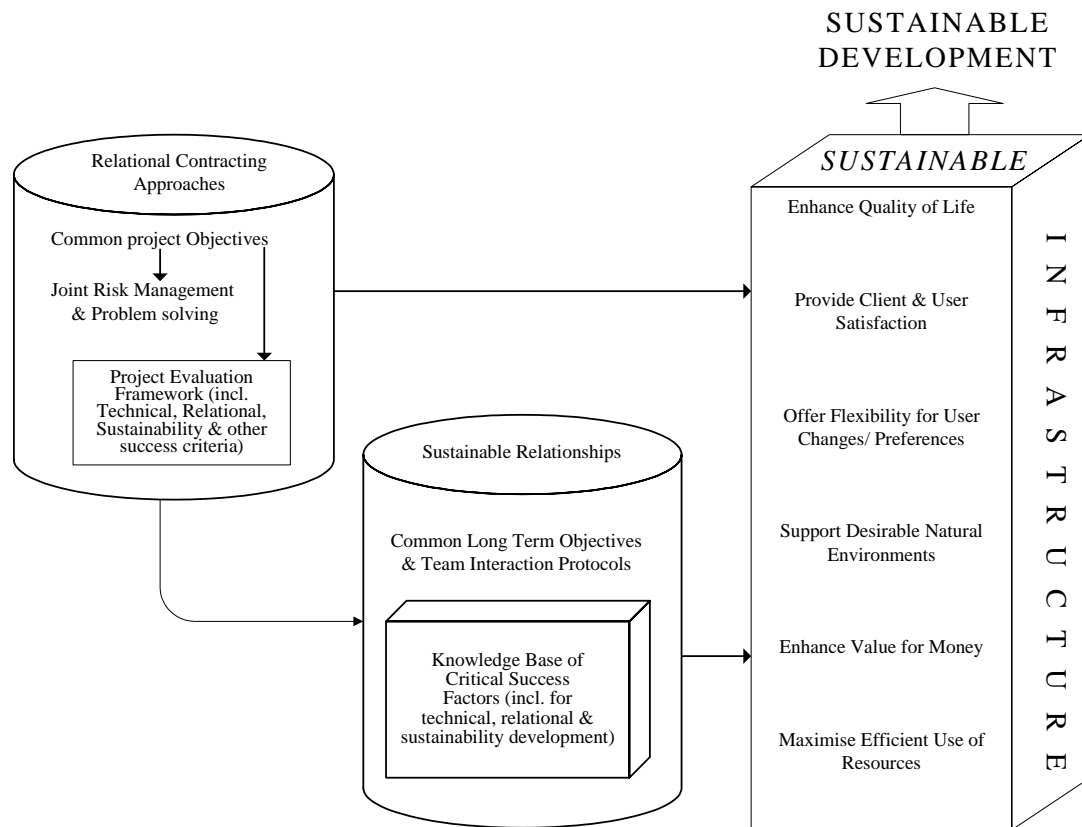 SUSTAINABLE
DEVELOPMENT
SUSTAINABLE
Relational Contracting
Approaches
Common project Objectives
Joint Risk Management
& Problem solving
Project Evaluation
Framework (incl.
Technical, Relational,
Sustainability & other
success criteria)
Sustainable Relationships
Common Long Term Objectives
& Team Interaction Protocols
Knowledge Base of
Critical Success
Factors (incl. for
technical, relational &
sustainability development)
Enhance Quality of Life
Provide Client & User
Satisfaction
Offer Flexibility for User
Changes/ Preferences
Support Desirable Natural
Environments
Enhance Value for Money
Maximise Efficient Use of
Resources
INFRASTRUCTURE